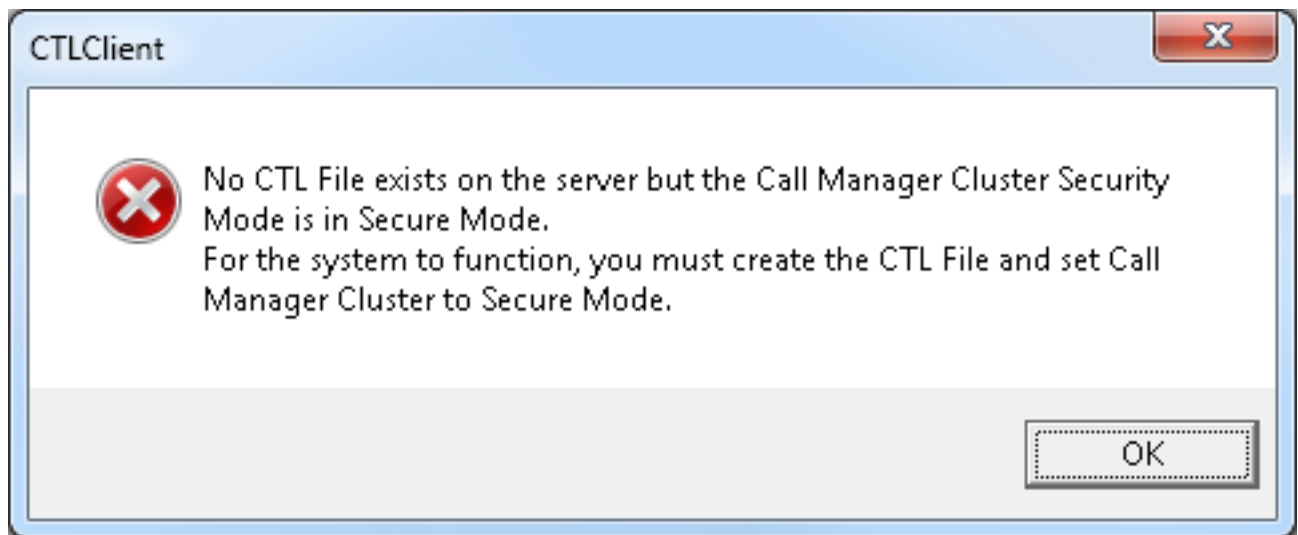 CTLClient
No CTL File exists on the server but the Call Manager Cluster Security
Mode is in Secure Mode.
For the system to function, you must create the CTL File and set Call
Manager Cluster to Secure Mode.
OK